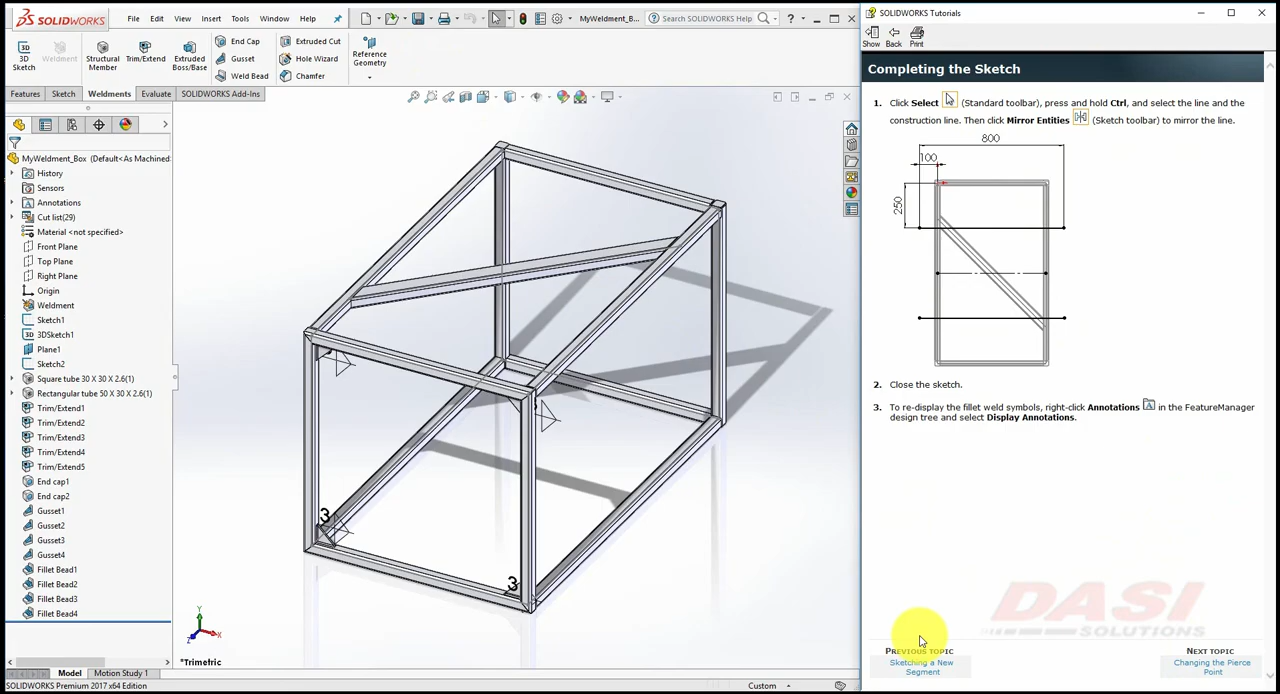 SOLIDWORKS
File
Edit
View
Insert
Tools
Window
Help
MyWeldment_B...
Search SOLIDWORKS Help
?
3D
Sketch
Weldment
Structural
Member
Trim/Extend
Extruded
Boss/Base
End Cap
Gusset
Weld Bead
Extruded Cut
Hole Wizard
Chamfer
Reference
Geometry
Features
Sketch
Weldments
Evaluate
SOLIDWORKS Add-Ins
MyWeldment_Box (Default<As Machined
History
Sensors
Annotations
Cut list(29)
Material <not specified>
Front Plane
Top Plane
Right Plane
Origin
Weldment
Sketch1
3DSketch1
Plane1
Sketch2
Square tube 30 X 30 X 2.6(1)
Rectangular tube 50 X 30 X 2.6(1)
Trim/Extend1
Trim/Extend2
Trim/Extend3
Trim/Extend4
Trim/Extend5
End cap1
End cap2
Gusset1
Gusset2
Gusset3
Gusset4
Fillet Bead1
Fillet Bead2
Fillet Bead3
Fillet Bead4
3
3
Y
X
Z
*Trimetric
Model
Motion Study 1
SOLIDWORKS Premium 2017 x64 Edition
Custom
SOLIDWORKS Tutorials
Show
Back
Print
Completing the Sketch
1. Click Select (Standard toolbar), press and hold Ctrl, and select the line and the
construction line. Then click Mirror Entities (Sketch toolbar) to mirror the line.
800
100
250
2. Close the sketch.
3. To re-display the fillet weld symbols, right-click Annotations A in the FeatureManager
design tree and select Display Annotations.
DASI
SOLUTIONS
PREVIOUS TOPIC
Sketching a New
Segment
NEXT TOPIC
Changing the Pierce
Point